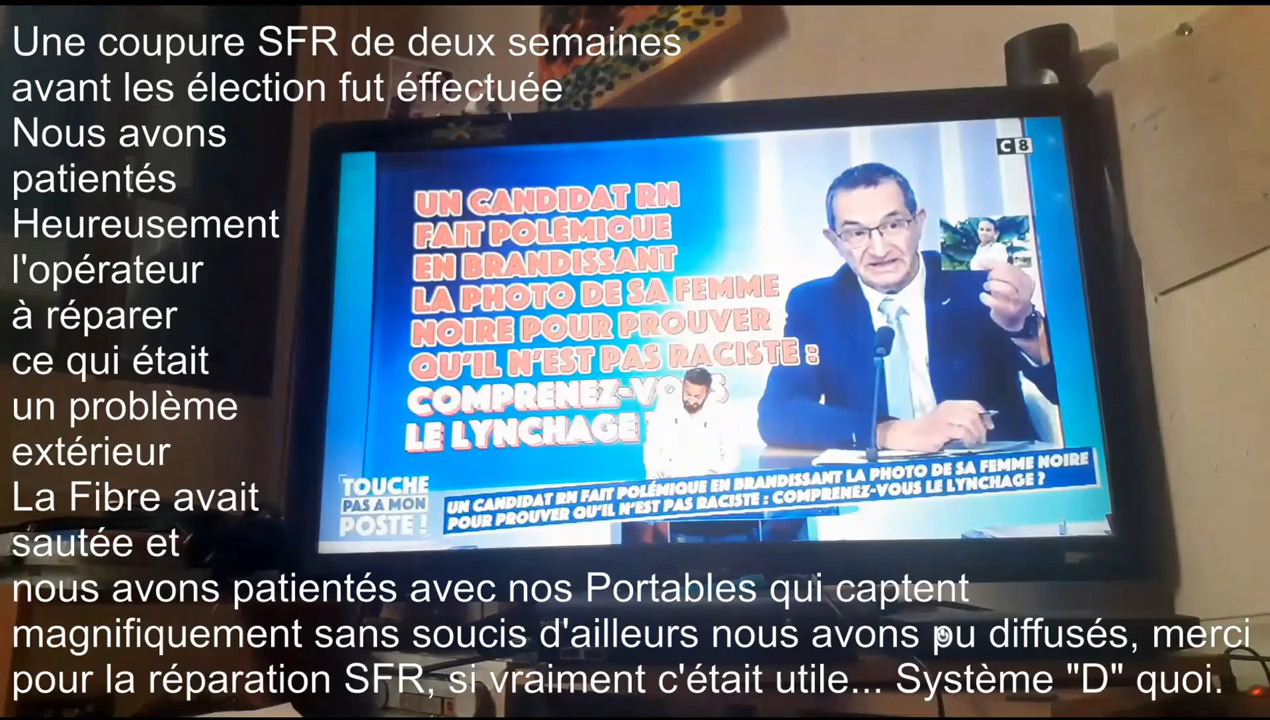 Une coupure SFR de deux semaines
avant les élection fut éffectuée
Nous avons
patientés
Heureusement
l'opérateur
à réparer
ce qui était
un problème
extérieur
La Fibre avait
sautée et
nous avons patientés avec nos Portables qui captent
magnifiquement sans soucis d'ailleurs nous avons pu diffusés, merci
pour la réparation SFR, si vraiment c'était utile... Système "D" quoi.
C8
UN CANDIDAT RN
FAIT POLÉMIQUE
EN BRANDISSANT
LA PHOTO DE SA FEMME
NOIRE POUR PROUVER
QU'IL N'EST PAS RACISTE :
COMPRENEZ-VOUS
LE LYNCHAGE
TOUCHE
PAS A MON
POSTE !
UN CANDIDAT RN FAIT POLÉMIQUE EN BRANDISSANT LA PHOTO DE SA FEMME NOIRE
POUR PROUVER QU'IL N'EST PAS RACISTE : COMPRENEZ-VOUS LE LYNCHAGE ?